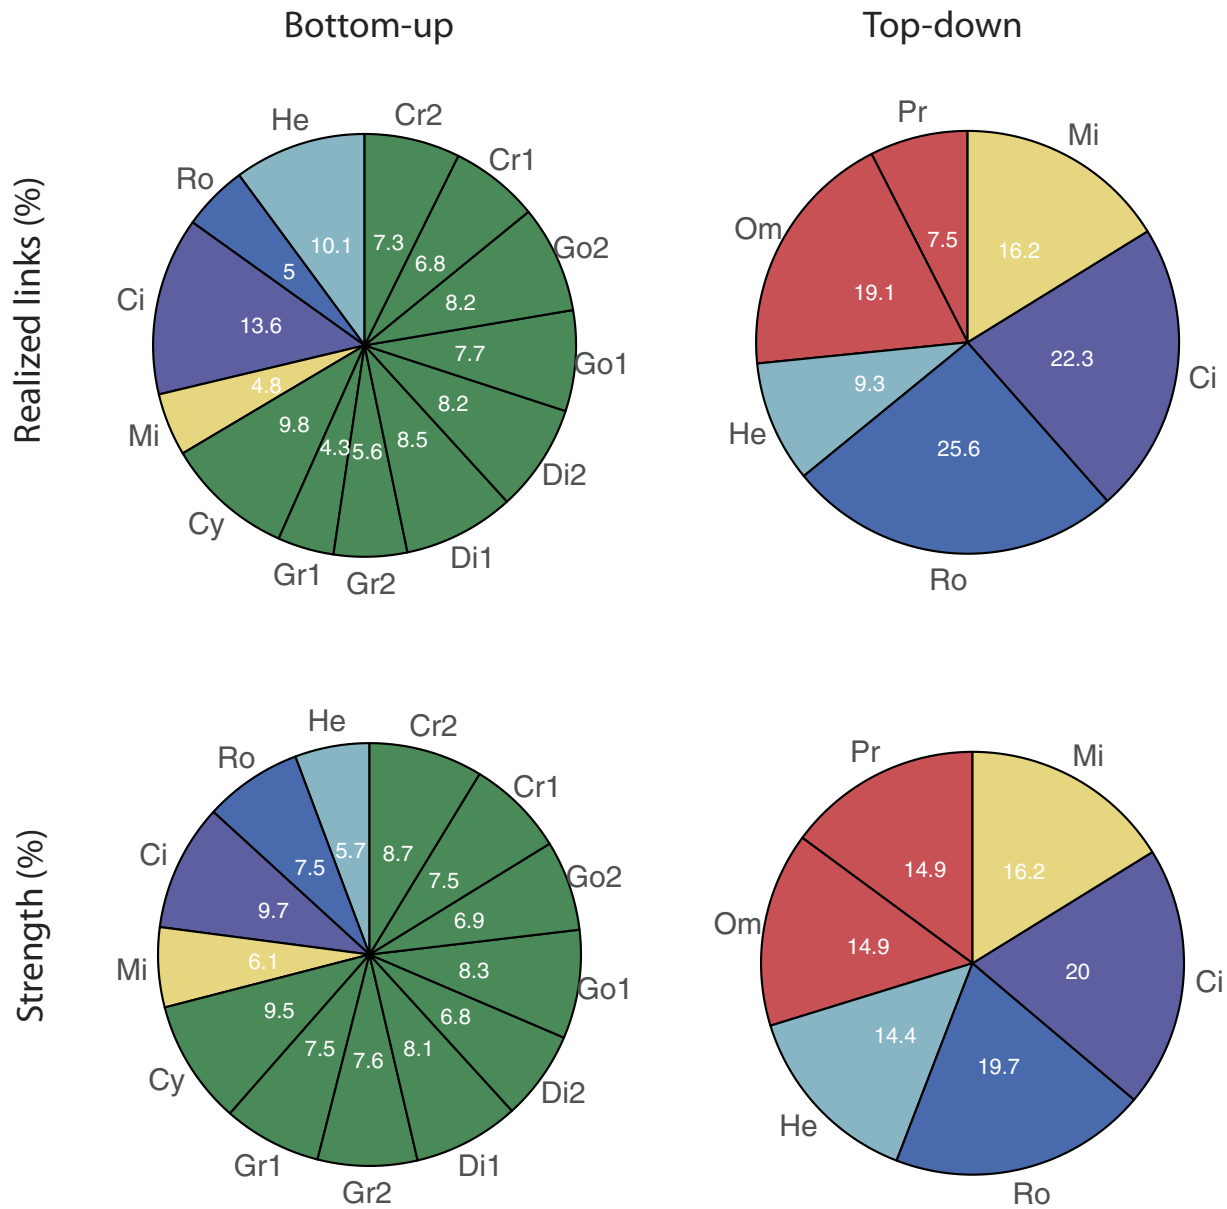 Bottom-up
Top-down
Realized links (%)
He
Cr2
Cr1
Ro
Go2
Ci
Go1
Mi
Di2
Cy
Di1
Gr1
Gr2
10.1
7.3
6.8
5
8.2
13.6
7.7
4.8
8.2
9.8
8.5
4.3
5.6
Pr
Mi
Om
Ci
He
Ro
7.5
16.2
19.1
22.3
9.3
25.6
Strength (%)
He
Cr2
Ro
Cr1
Ci
Go2
Mi
Go1
Cy
Di2
Gr1
Di1
Gr2
5.7
8.7
7.5
7.5
9.7
6.9
6.1
8.3
9.5
6.8
7.5
8.1
7.6
Pr
Mi
Om
Ci
He
Ro
14.9
16.2
14.9
20
14.4
19.7